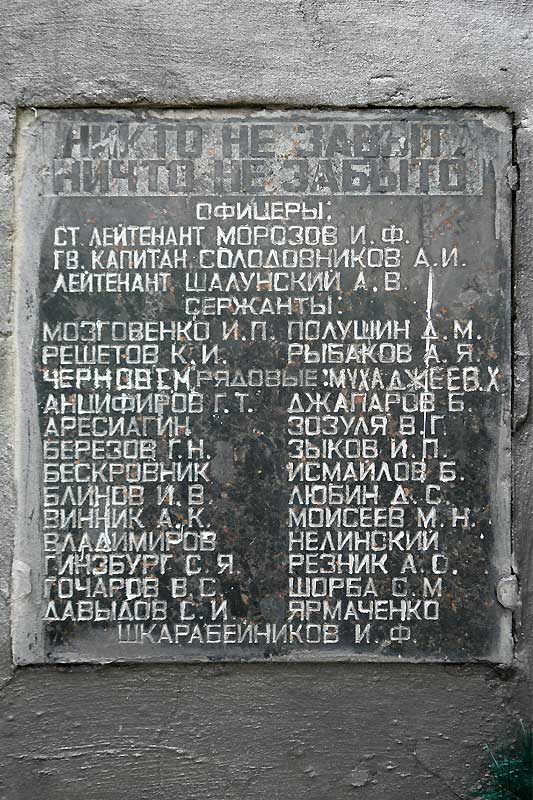 НИКТО НЕ ЗАБЫТ,
НИЧТО НЕ ЗАБЫТО
ОФИЦЕРЫ:
СТ. ЛЕЙТЕНАНТ МОРОЗОВ И.Ф.
ГВ. КАПИТАН СОЛОДОВНИКОВ А.И.
ЛЕЙТЕНАНТ ШАЛУНСКИЙ А.В
СЕРЖАНТЫ:
МОЗГОВЕНКО И.П. ПОЛУШИН А.М.
РЕШЕТОВ К.И. РЫБАКОВ А.Я.
ЧЕРНОВ Г.М. РЯДОВЫЕ: МУХАДЖЕЕВ.Х
АНЦИФИРОВ Г.Т. ДЖАПАРОВ Б.
АРЕСИАГИН ЗОЗУЛЯ В.Г.
БЕРЕЗОВ Г.Н. ЗЫКОВ И.П.
БЕСКРОВНИК ИСМАЙЛОВ Б.
БЛИНОВ И.В. ЛЮБИН Д.С.
ВИННИК А.К. МОИСЕЕВ М.Н.
ВЛАДИМИРОВ НЕЛИНСКИЙ
ГИНЗБУРГ С.Я. РЕЗНИК А.С.
ГОЧАРОВ В.С ШОРБА С.М
ДАВЫДОВ С.И. ЯРМАЧЕНКО
ШКАРАБЕЙНИКОВ И.Ф.